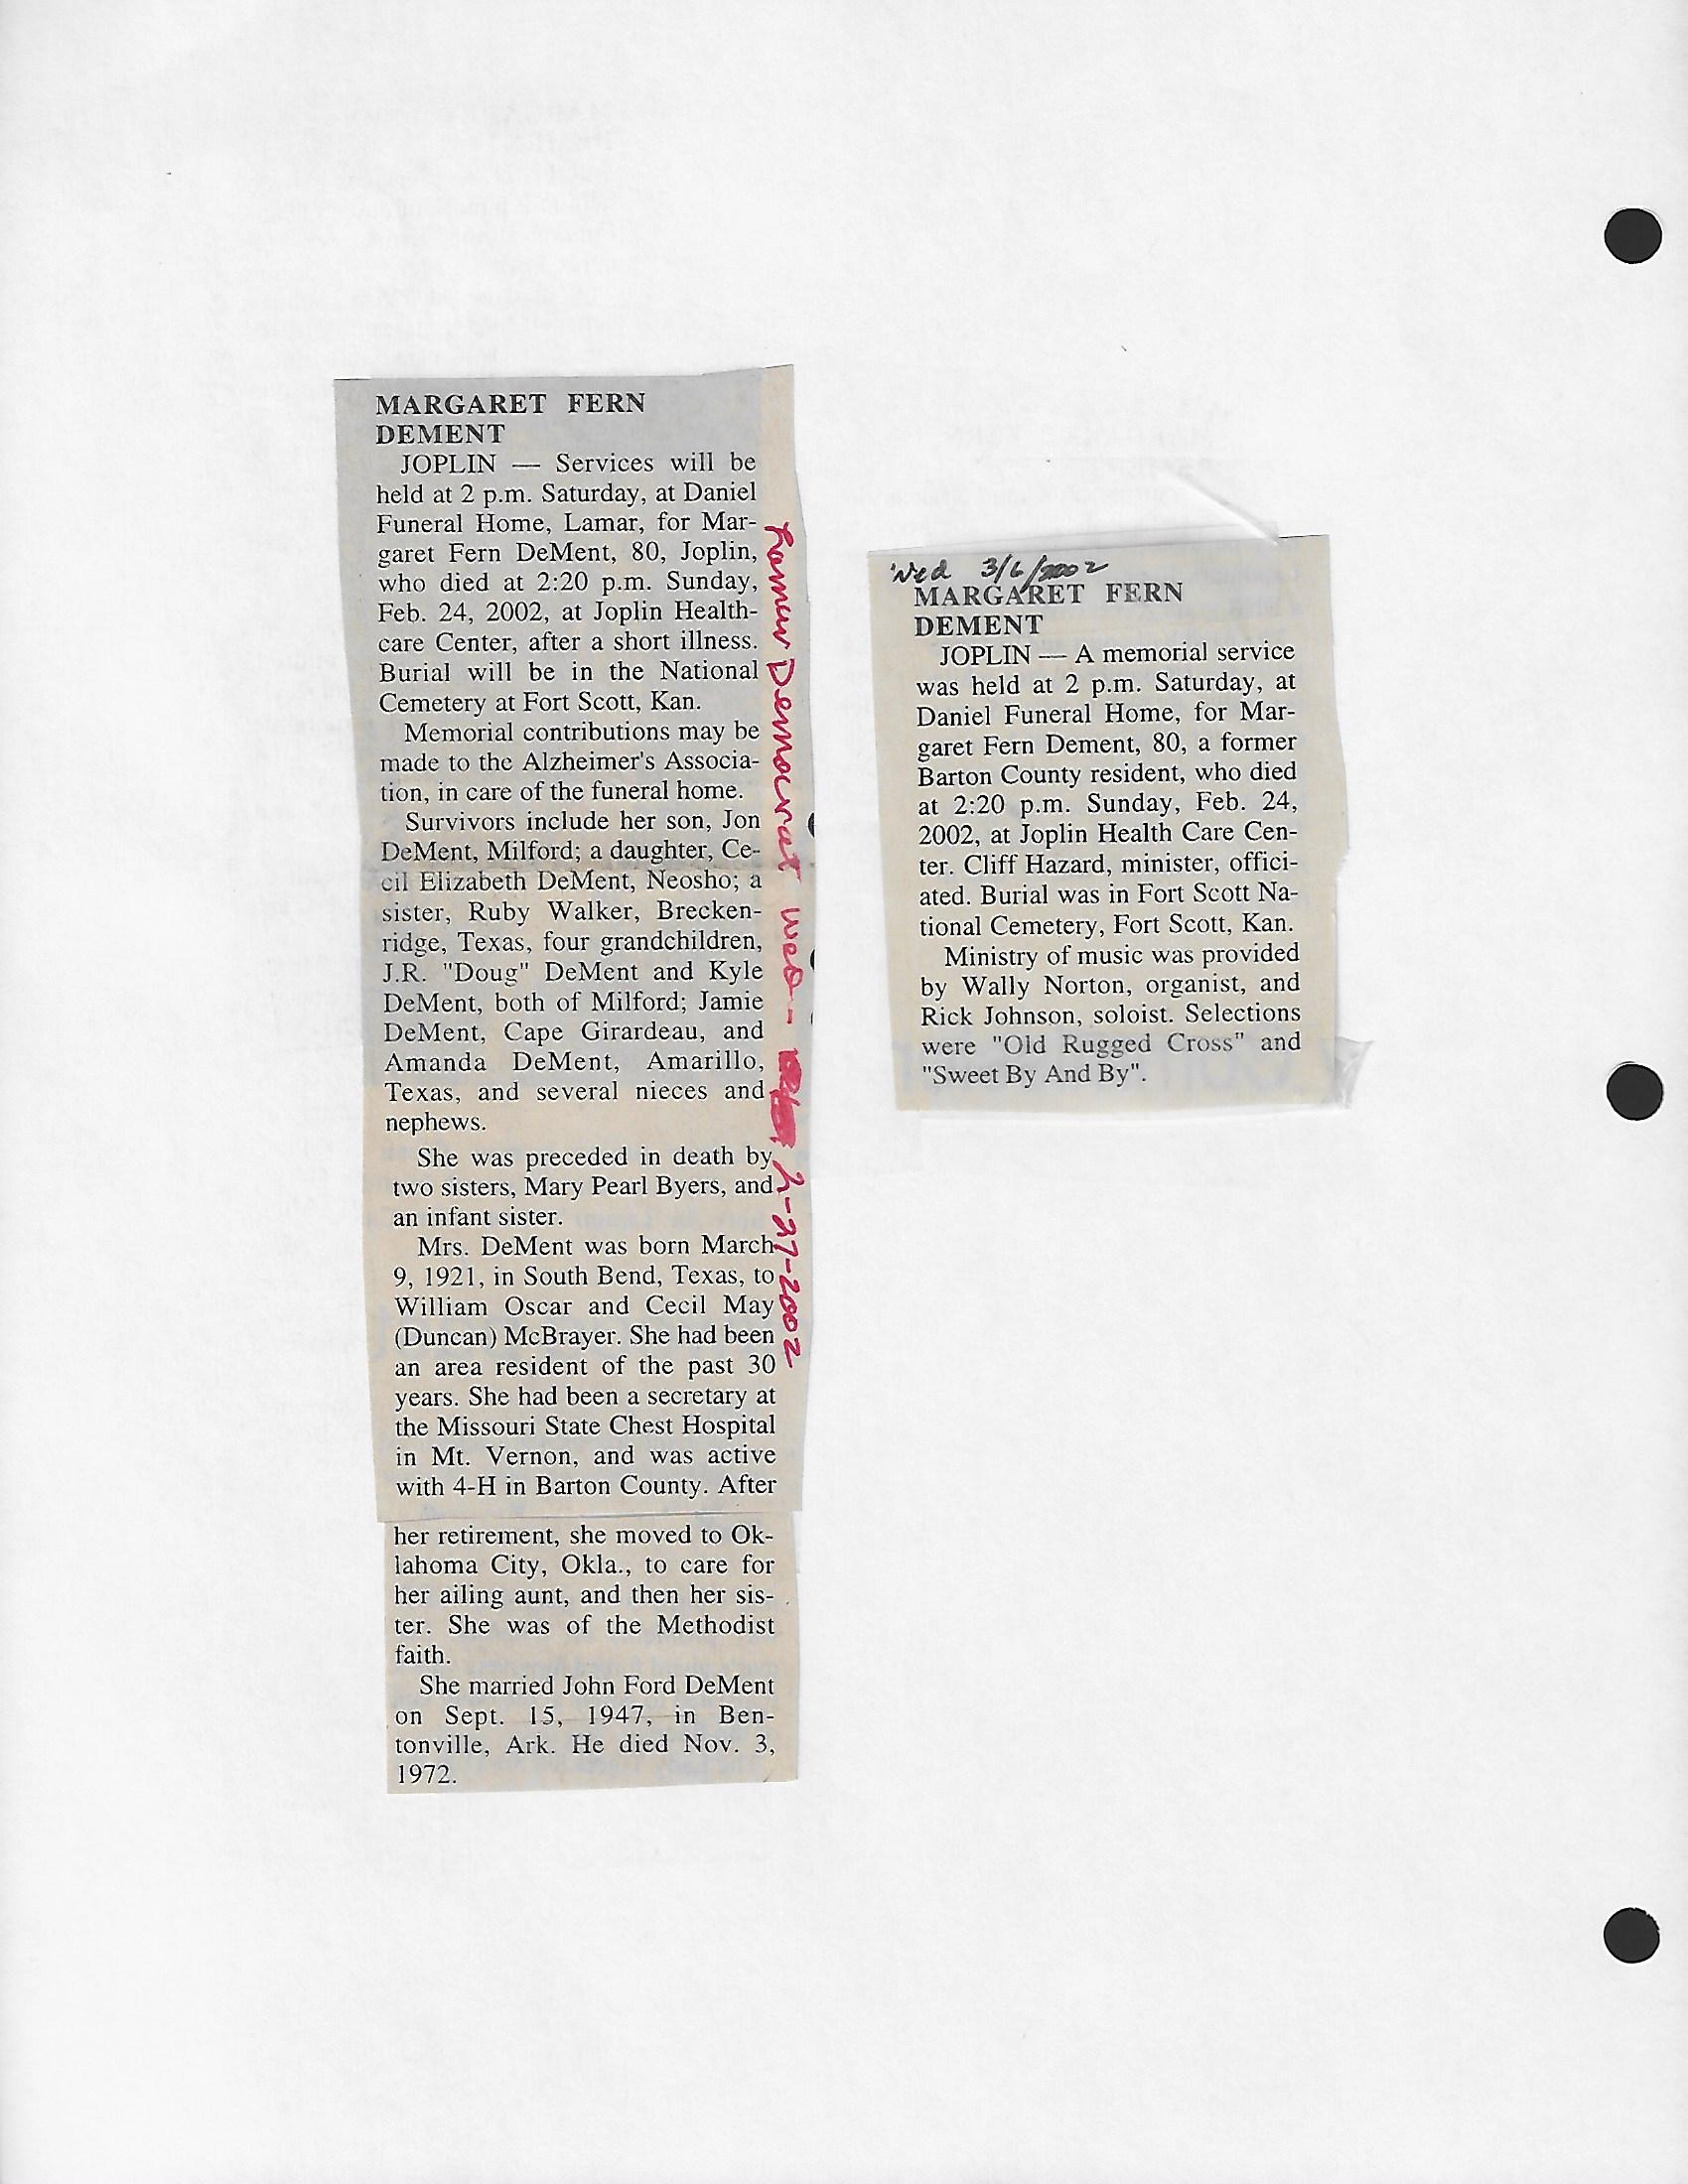 MARGARET FERN
DEMENT
JOPLIN — Services will be
held at 2 p.m. Saturday, at Daniel
Funeral Home, Lamar, for Mar-
garet Fern DeMent, 80, Joplin,
who died at 2:20 p.m. Sunday,
Feb. 24, 2002, at Joplin Health-
care Center, after a short illness.
Burial will be in the National
Cemetery at Fort Scott, Kan.
Memorial contributions may be
made to the Alzheimer's Associa-
tion, in care of the funeral home.
Survivors include her son, Jon
DeMent, Milford; a daughter, Ce-
cil Elizabeth DeMent, Neosho; a
sister, Ruby Walker, Brecken-
ridge, Texas, four grandchildren,
J.R. "Doug" DeMent and Kyle
DeMent, both of Milford; Jamie
DeMent, Cape Girardeau, and
Amanda DeMent, Amarillo,
Texas, and several nieces and
nephews.
She was preceded in death by
two sisters, Mary Pearl Byers, and
an infant sister.
Mrs. DeMent was born March
9, 1921, in South Bend, Texas, to
William Oscar and Cecil May
(Duncan) McBrayer. She had been
an area resident of the past 30
years. She had been a secretary at
the Missouri State Chest Hospital
in Mt. Vernon, and was active
with 4-H in Barton County. After
her retirement, she moved to Ok-
lahoma City, Okla., to care for
her ailing aunt, and then her sis-
ter. She was of the Methodist
faith.
She married John Ford DeMent
on Sept. 15, 1947, in Ben-
tonville, Ark. He died Nov. 3,
1972.
Democrat Wed- 2-27-2002
Wed 3/6/2002
MARGARET FERN
DEMENT
JOPLIN — A memorial service
was held at 2 p.m. Saturday, at
Daniel Funeral Home, for Mar-
garet Fern Dement, 80, a former
Barton County resident, who died
at 2:20 p.m. Sunday, Feb. 24,
2002, at Joplin Health Care Cen-
ter. Cliff Hazard, minister, offici-
ated. Burial was in Fort Scott Na-
tional Cemetery, Fort Scott, Kan.
Ministry of music was provided
by Wally Norton, organist, and
Rick Johnson, soloist. Selections
were "Old Rugged Cross" and
"Sweet By And By".